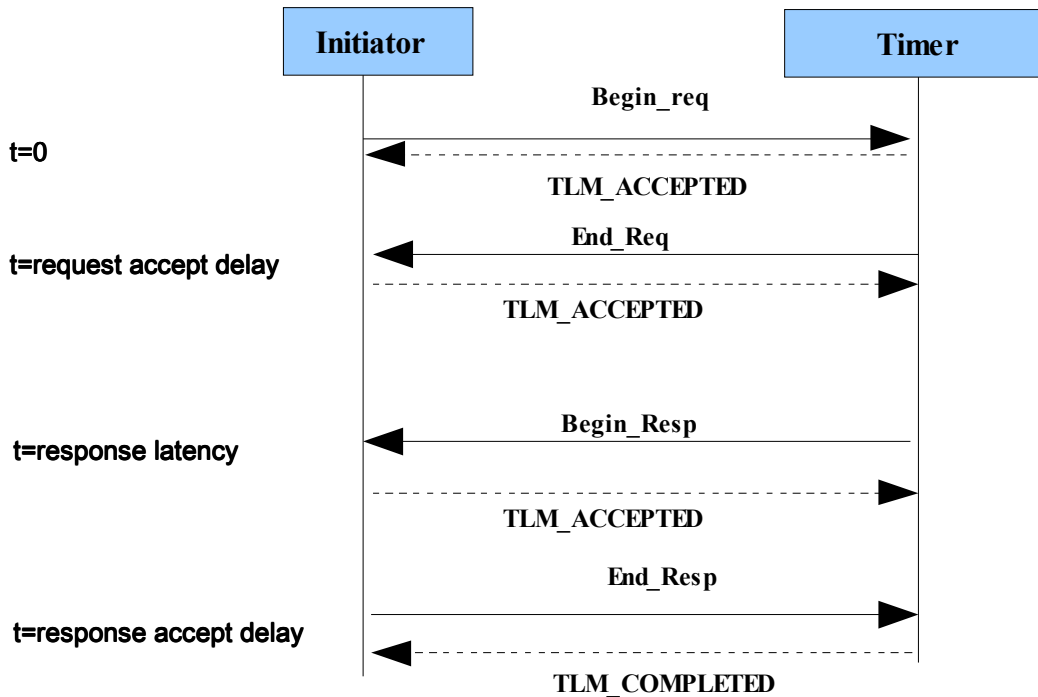 Initiator
Timer
Begin_req
t=0
TLM_ACCEPTED
End_Req
t=request accept delay
TLM_ACCEPTED
Begin_Resp
t=response latency
TLM_ACCEPTED
End_Resp
t=response accept delay
TLM_COMPLETED